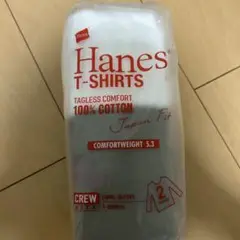 Hanes
T-SHIRTS
TAGLESS COMFORT
100% COTTON
Japan Fit
COMFORTWEIGHT 5.3
CREW
2